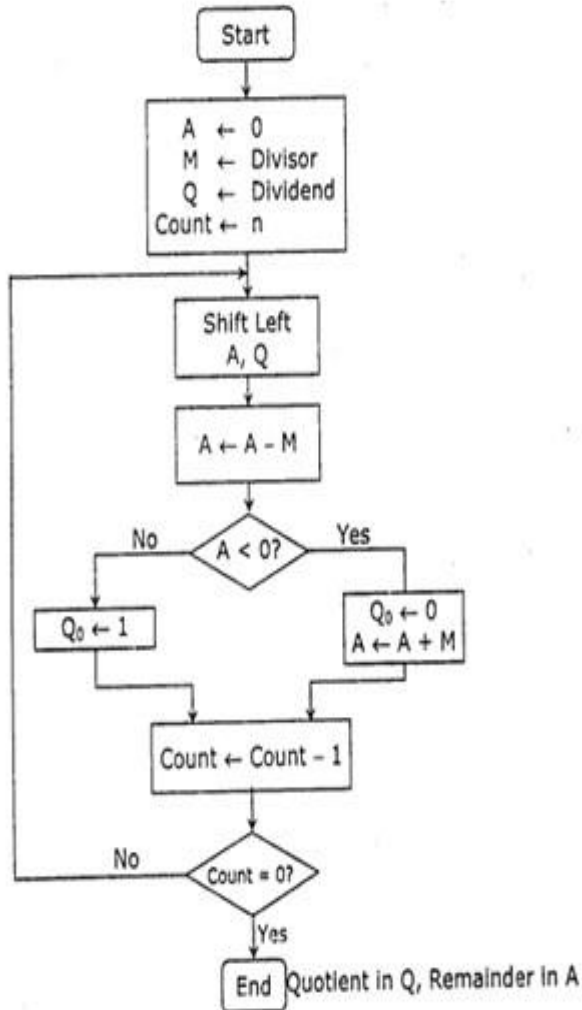 Start
A ← 0
M ← Divisor
Q ← Dividend
Count ← n
Shift Left
A, Q
A ← A – M
A < 0?
No
Yes
Q₀ ← 1
Q₀ ← 0
A ← A + M
Count ← Count – 1
Count = 0?
No
Yes
End
Quotient in Q, Remainder in A